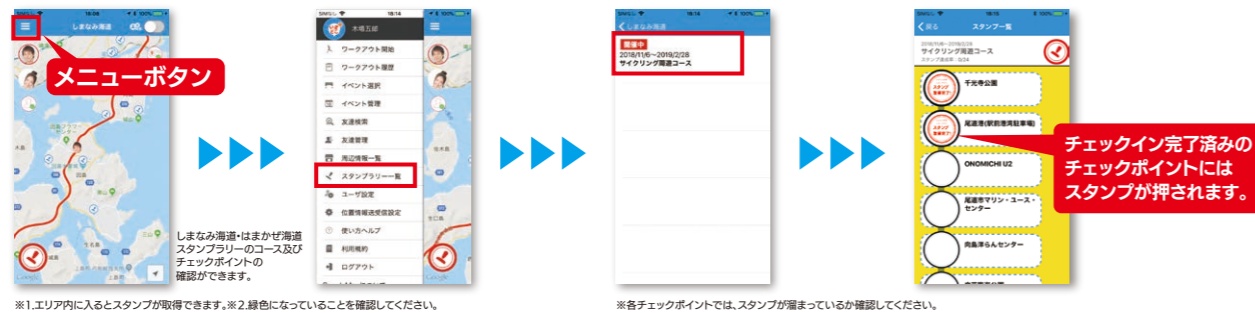 18:14
しまなみ海道
メニューボタン
Google
しまなみ海道・はまかぜ海道
スタンプラリーのコース及び
チェックポイントの
確認ができます。
18:14
木場五郎
ワークアウト開始
ワークアウト履歴
イベント選択
イベント管理
友達検索
友達管理
周辺情報一覧
スタンプラリー一覧
ユーザ設定
位置情報送受信設定
使い方ヘルプ
利用規約
ログアウト
18:14
しまなみ海道
開催中
2018/11/6~2019/2/28
サイクリング周遊コース
戻る
スタンプ一覧
2018/11/6~2019/2/28
サイクリング周遊コース
千光寺公園
尾道港(駅前港湾駐車場)
ONOMICHI U2
尾道市マリン・ユース・
センター
向島洋らんセンター
チェックイン完了済みの
チェックポイントには
スタンプが押されます。
※1.エリア内に入るとスタンプが取得できます。※2.緑色になっていることを確認してください。
※各チェックポイントでは、スタンプが溜まっているか確認してください。